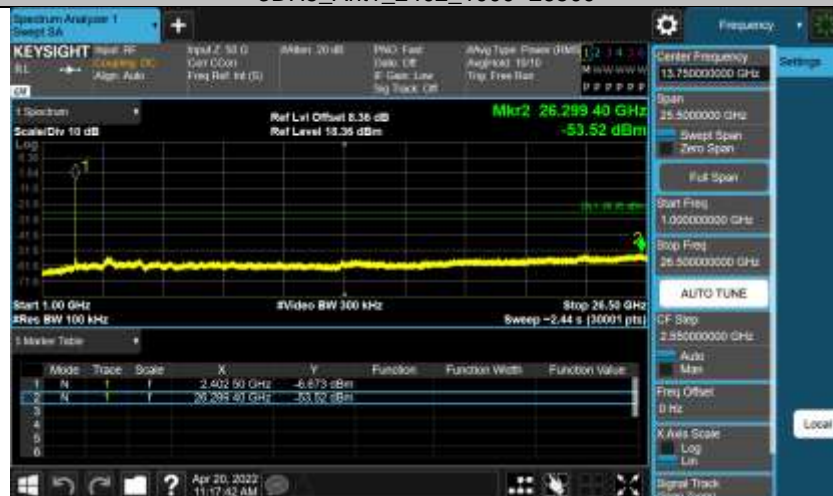 Spectrum Analyzer 1
Swept SA
+
Frequency
KEYSIGHT Input: RF
RL
Coupling: DC
Align: Auto
Input Z: 50 Ω
Corr CCorr
Freq Ref: Int (S)
#Atten: 20 dB
PNO: Fast
Gate: Off
IF Gain: Low
Sig Track: Off
#Avg Type: Power (RMS)
Avg|Hold: 10/10
Trig: Free Run
1 2 3 4 5 6
M W W W W W
P P P P P P
Center Frequency
13.750000000 GHz
Settings
Span
25.5000000 GHz
Swept Span
Zero Span
Full Span
Start Freq
1.000000000 GHz
Stop Freq
26.500000000 GHz
AUTO TUNE
CF Step
2.550000000 GHz
Auto
Man
Freq Offset
0 Hz
X Axis Scale
Log
Lin
Signal Track
Local
1 Spectrum
Scale/Div 10 dB
Log
Ref Lvl Offset 8.36 dB
Ref Level 18.36 dBm
Mkr2 26.299 40 GHz
-53.52 dBm
1
2
Start 1.00 GHz
#Res BW 100 kHz
#Video BW 300 kHz
Stop 26.50 GHz
Sweep ~2.44 s (30001 pts)
5 Marker Table
Mode Trace Scale X Y Function Function Width Function Value
1 N 1 f 2.402 50 GHz -6.673 dBm
2 N 1 f 26.299 40 GHz -53.52 dBm
3
4
5
6
?
Apr 20, 2022
11:17:42 AM